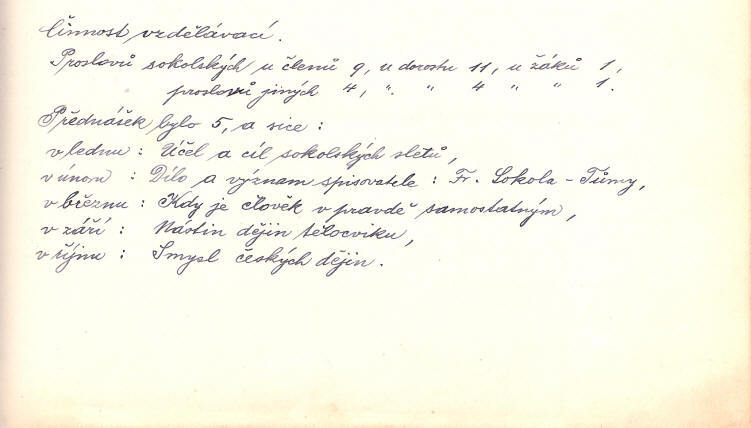 Činnost vzdělávací.
Proslovů sokolských u členů 9, u dorostu 11, u žáků 1,
proslovů jiných 4, „ „ 4 „ „ 1.
Přednášek bylo 5, a sice :
v lednu : Účel a cíl sokolských sletů,
v únoru : Dílo a význam spisovatele : Fr. Sokola - Tůmy,
v březnu : Kdy je člověk v pravdě samostatným,
v září : Nástin dějin tělocviku,
v říjnu : Smysl českých dějin.